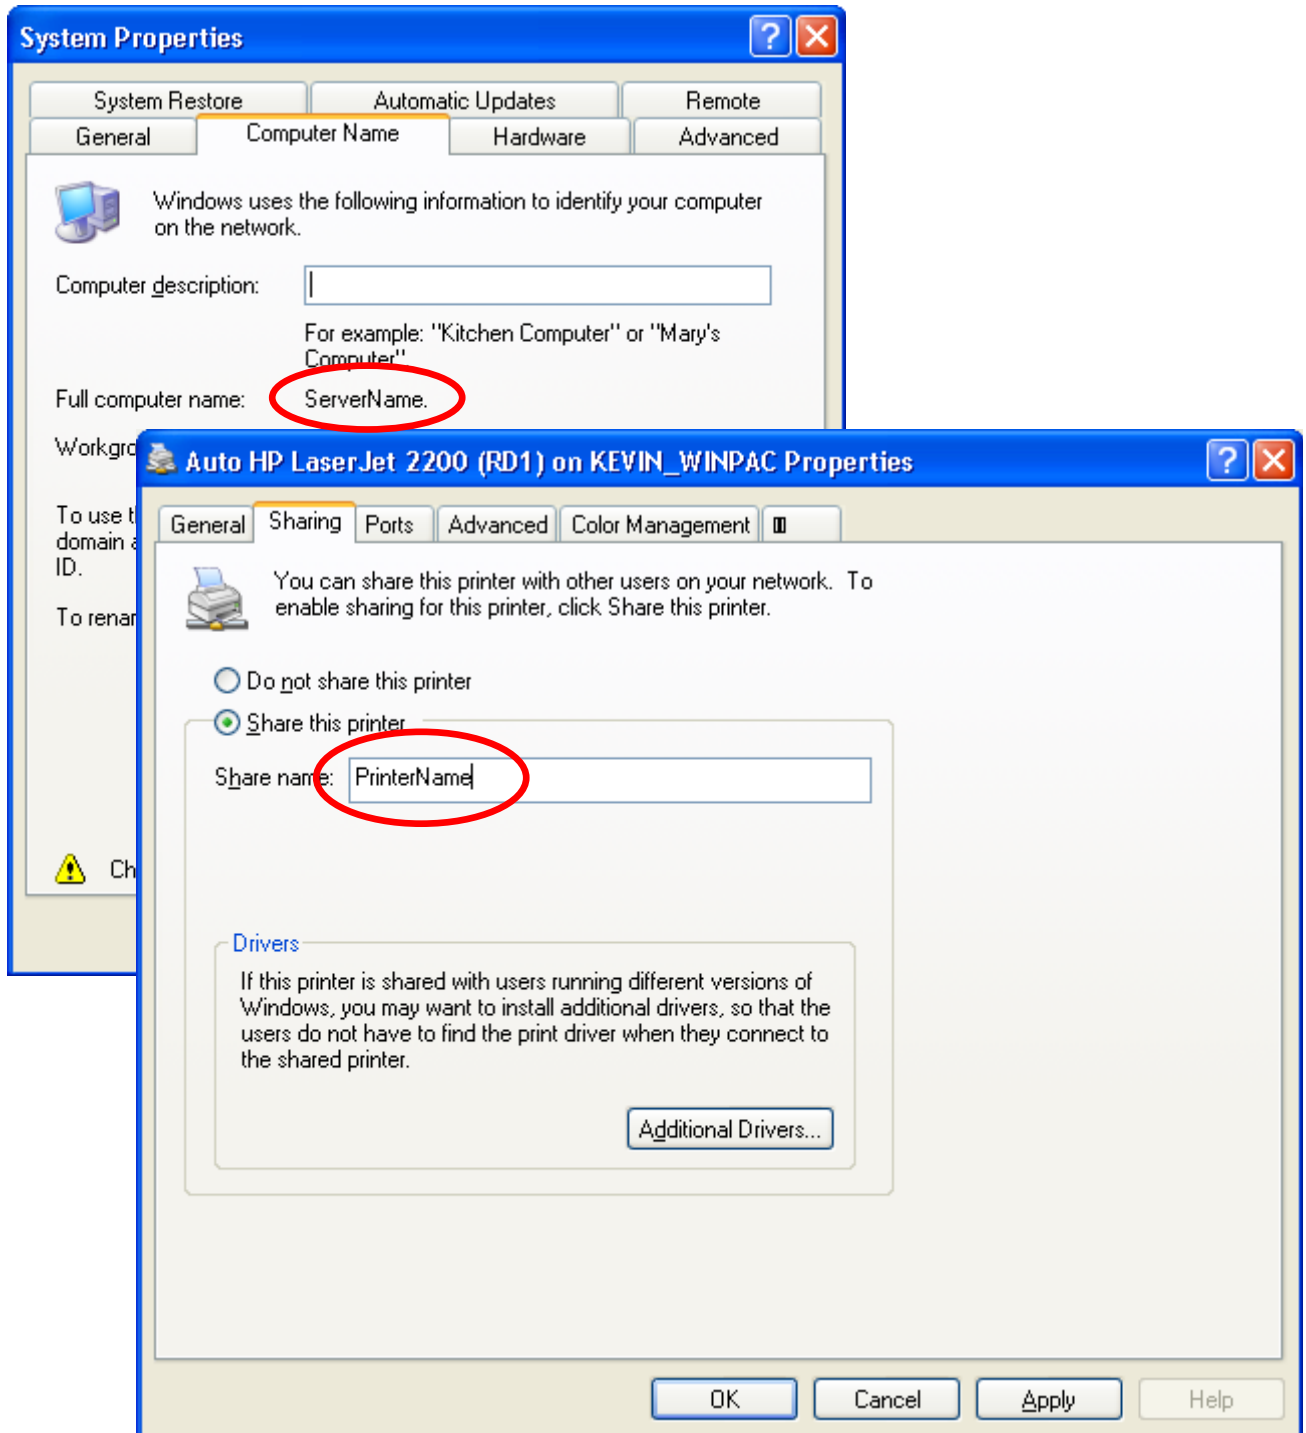 System Properties
System Restore Automatic Updates Remote
General Computer Name Hardware Advanced
Windows uses the following information to identify your computer
on the network.
Computer description:
For example: "Kitchen Computer" or "Mary's
Computer".
Full computer name: ServerName.
Workgro
To use t
domain a
ID.
To renar
Ch
Auto HP LaserJet 2200 (RD1) on KEVIN_WINPAC Properties
General Sharing Ports Advanced Color Management
You can share this printer with other users on your network. To
enable sharing for this printer, click Share this printer.
Do not share this printer
Share this printer
Share name: PrinterName
Drivers
If this printer is shared with users running different versions of
Windows, you may want to install additional drivers, so that the
users do not have to find the print driver when they connect to
the shared printer.
Additional Drivers...
OK Cancel Apply Help